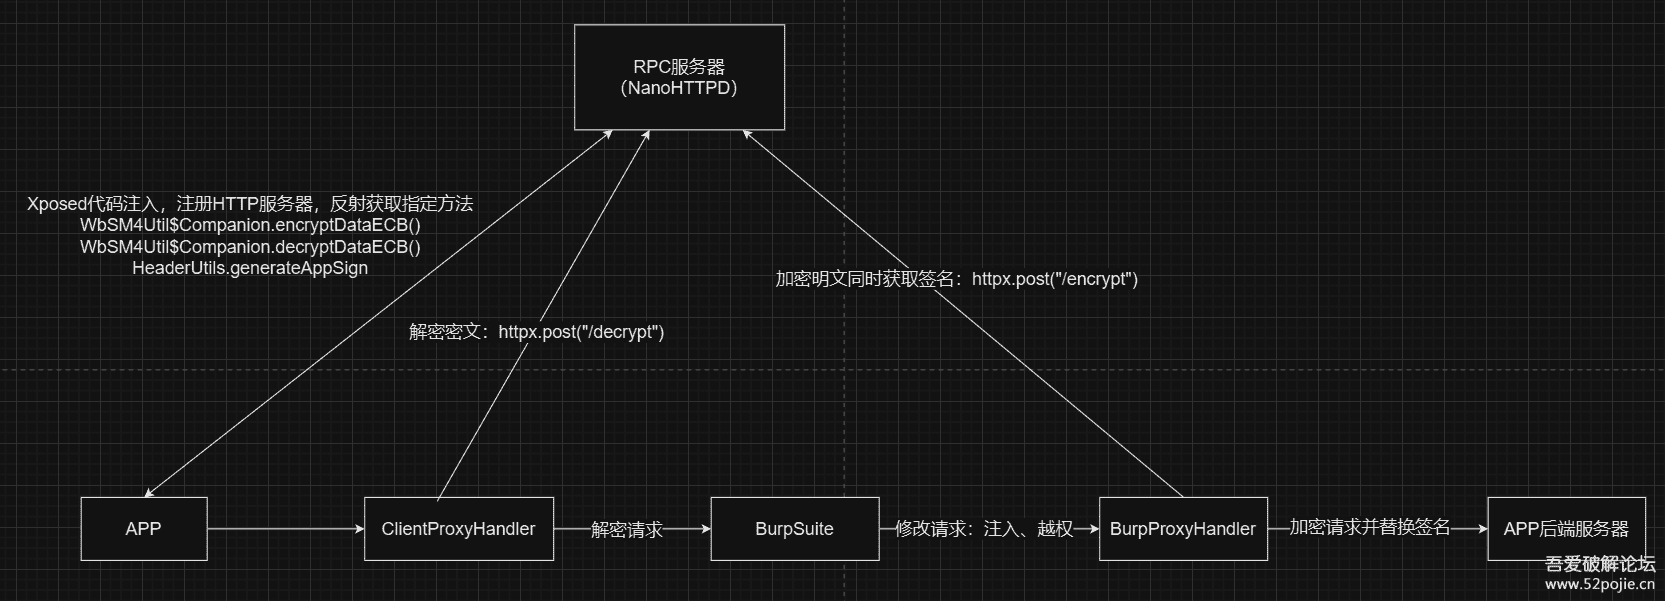 RPC服务器
（NanoHTTPD）
Xposed代码注入，注册HTTP服务器，反射获取指定方法
WbSM4Util$Companion.encryptDataECB()
WbSM4Util$Companion.decryptDataECB()
HeaderUtils.generateAppSign
加密明文同时获取签名：httpx.post("/encrypt")
解密密文：httpx.post("/decrypt")
APP
ClientProxyHandler
解密请求
BurpSuite
修改请求：注入、越权
BurpProxyHandler
加密请求并替换签名
APP后端服务器
吾爱破解论坛
www.52pojie.cn